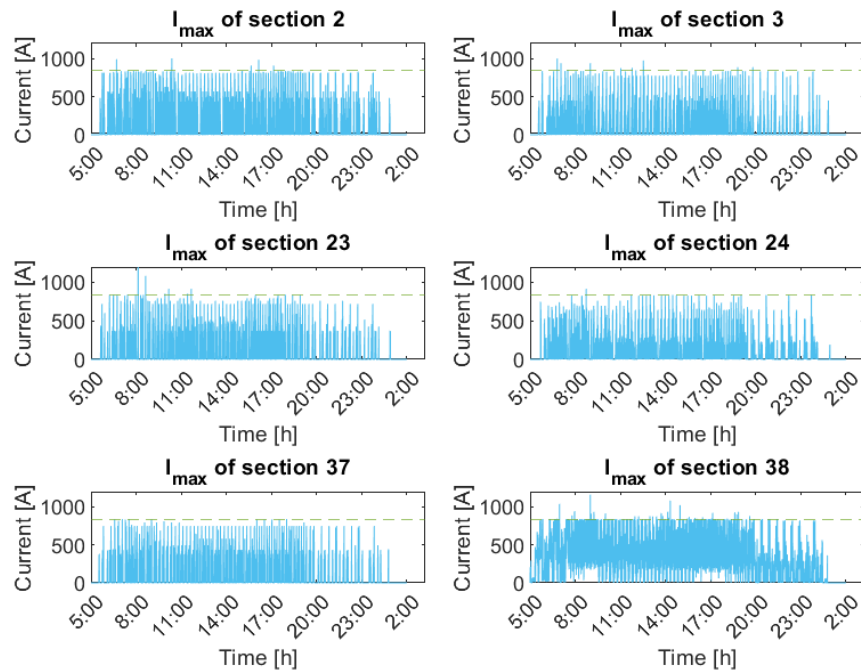 I_max of section 2
Current [A]
1000
500
0
5:00 8:00 11:00 14:00 17:00 20:00 23:00 2:00
Time [h]
I_max of section 3
Current [A]
1000
500
0
5:00 8:00 11:00 14:00 17:00 20:00 23:00 2:00
Time [h]
I_max of section 23
Current [A]
1000
500
0
5:00 8:00 11:00 14:00 17:00 20:00 23:00 2:00
Time [h]
I_max of section 24
Current [A]
1000
500
0
5:00 8:00 11:00 14:00 17:00 20:00 23:00 2:00
Time [h]
I_max of section 37
Current [A]
1000
500
0
5:00 8:00 11:00 14:00 17:00 20:00 23:00 2:00
Time [h]
I_max of section 38
Current [A]
1000
500
0
5:00 8:00 11:00 14:00 17:00 20:00 23:00 2:00
Time [h]